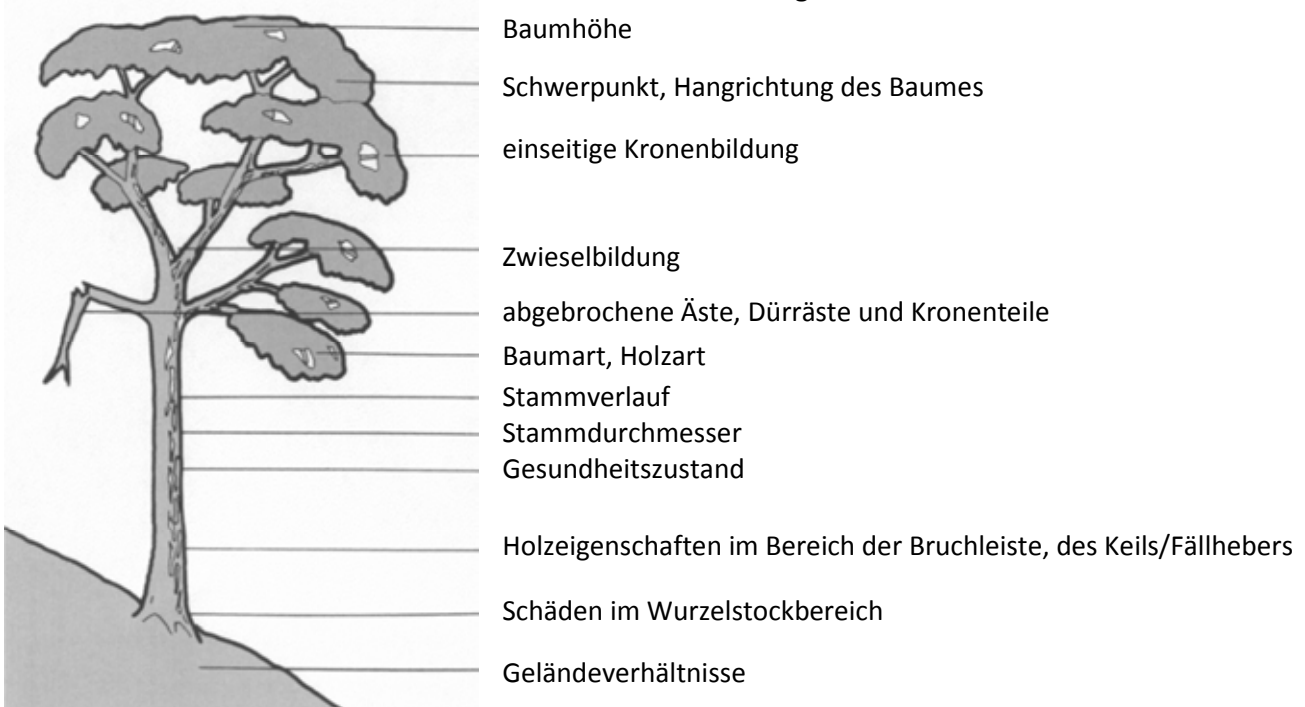 Baumhöhe
Schwerpunkt, Hangrichtung des Baumes
einseitige Kronenbildung
Zwieselbildung
abgebrochene Äste, Dürräste und Kronenteile
Baumart, Holzart
Stammverlauf
Stammdurchmesser
Gesundheitszustand
Holzeigenschaften im Bereich der Bruchleiste, des Keils/Fällhebers
Schäden im Wurzelstockbereich
Geländeverhältnisse